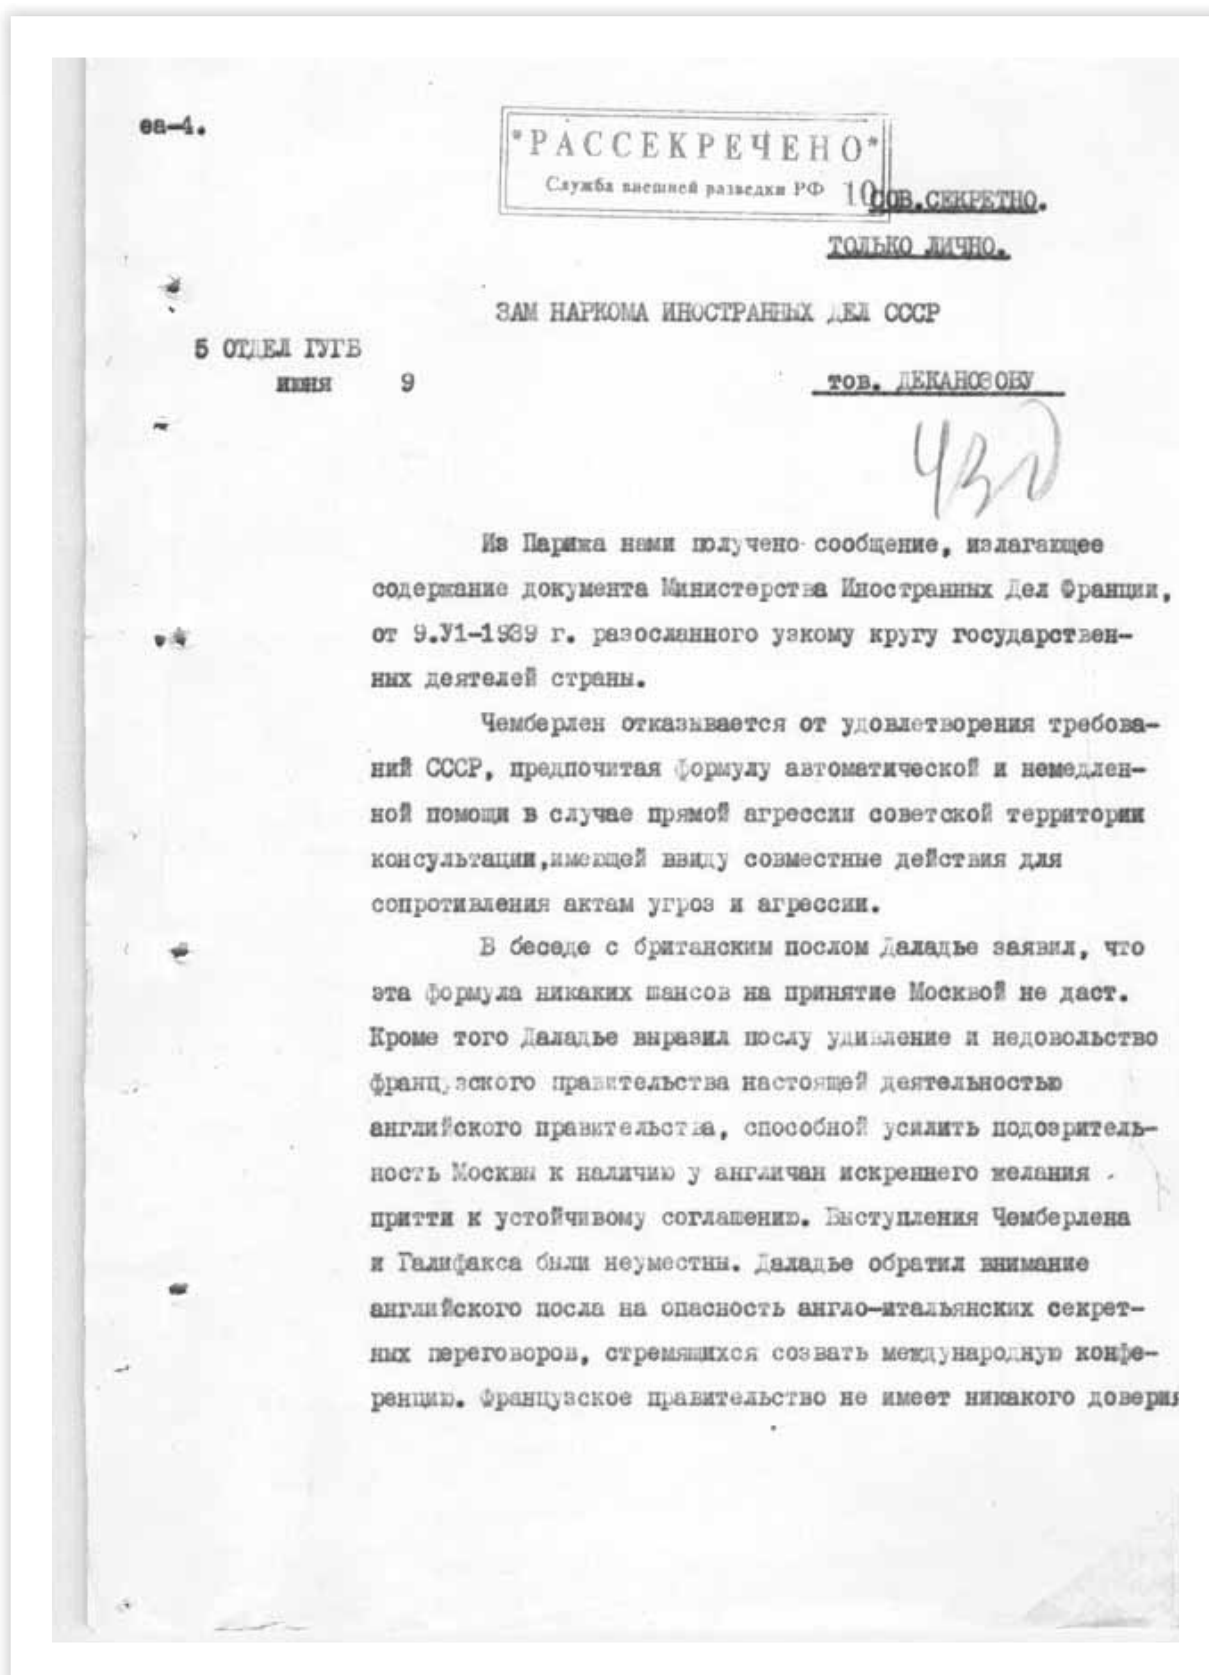 еа-4.
"РАССЕКРЕЧЕНО"
Служба внешней разведки РФ
10
СОВ.СЕКРЕТНО.
ТОЛЬКО ЛИЧНО.
ЗАМ НАРКОМА ИНОСТРАННЫХ ДЕЛ СССР
5 ОТДЕЛ ГУГБ
июня 9
тов. ДЕКАНОЗОВУ
Из Парижа нами получено сообщение, излагающее
содержание документа Министерства Иностранных Дел Франции,
от 9.У1-1939 г. разосланного узкому кругу государствен-
ных деятелей страны.
Чемберлен отказывается от удовлетворения требова-
ний СССР, предпочитая формулу автоматической и немедлен-
ной помощи в случае прямой агрессии советской территории
консультации,имеющей ввиду совместные действия для
сопротивления актам угроз и агрессии.
В беседе с британским послом Даладье заявил, что
эта формула никаких шансов на принятие Москвой не даст.
Кроме того Даладье выразил послу удивление и недовольство
французского правительства настоящей деятельностью
английского правительства, способной усилить подозритель-
ность Москвы к наличию у англичан искреннего желания
притти к устойчивому соглашению. Выступления Чемберлена
и Галифакса были неуместны. Даладье обратил внимание
английского посла на опасность англо-итальянских секрет-
ных переговоров, стремящихся созвать международную конфе-
ренцию. Французское правительство не имеет никакого доверия